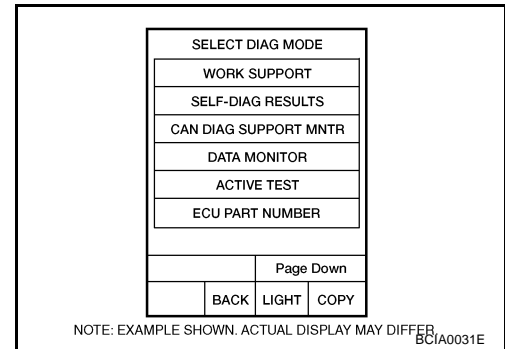 SELECT DIAG MODE
WORK SUPPORT
SELF-DIAG RESULTS
CAN DIAG SUPPORT MNTR
DATA MONITOR
ACTIVE TEST
ECU PART NUMBER
Page Down
BACK LIGHT COPY
NOTE: EXAMPLE SHOWN. ACTUAL DISPLAY MAY DIFFER.
BCIA0031E